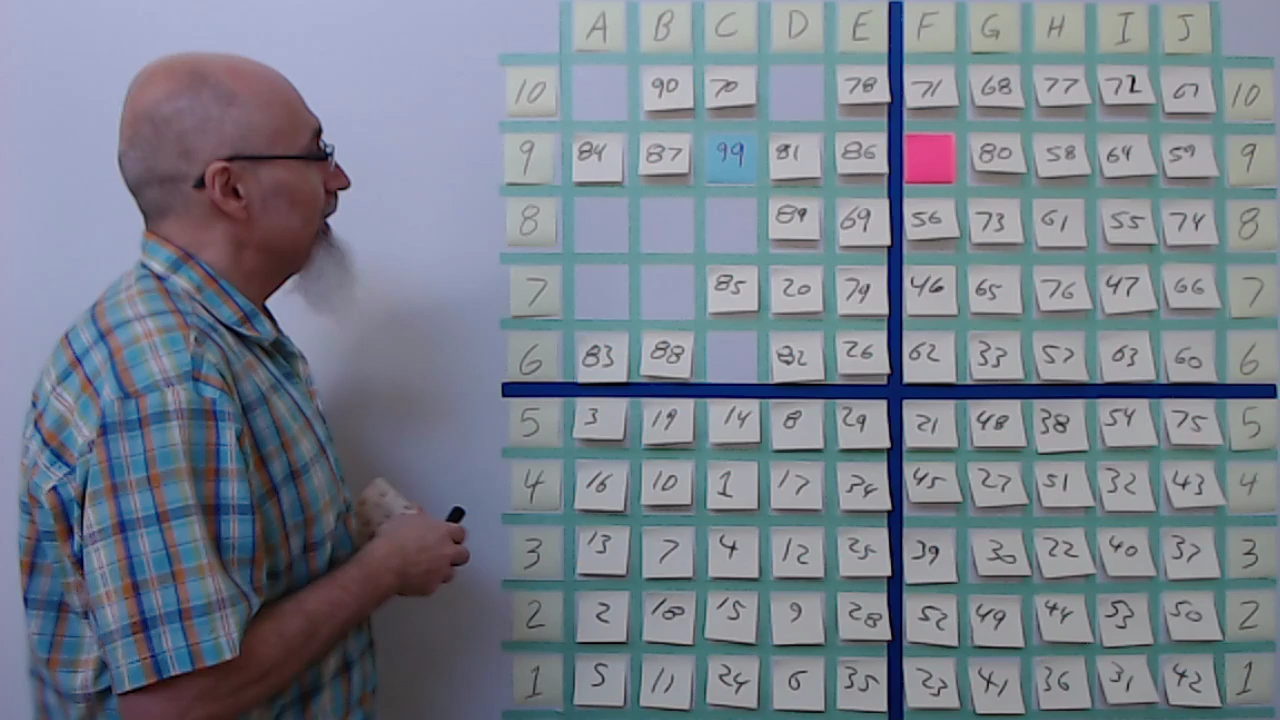 A B C D E F G H I J
10 90 70 78 71 68 77 72 67 10
9 84 87 99 81 86 80 58 64 59 9
8 89 69 56 73 61 55 74 8
7 85 20 79 46 65 76 47 66 7
6 83 88 82 26 62 33 57 63 60 6
5 3 19 14 8 29 21 48 38 54 75 5
4 16 10 1 17 34 45 27 51 32 43 4
3 13 7 4 12 25 39 30 22 40 37 3
2 2 18 15 9 28 52 49 44 53 50 2
1 5 11 24 6 35 23 41 36 31 42 1